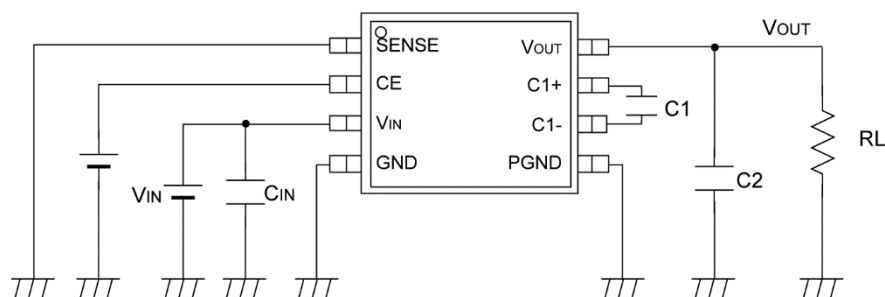 SENSE
CE
VIN
GND
VOUT
C1+
C1-
PGND
VIN
CIN
C1
C2
VOUT
RL